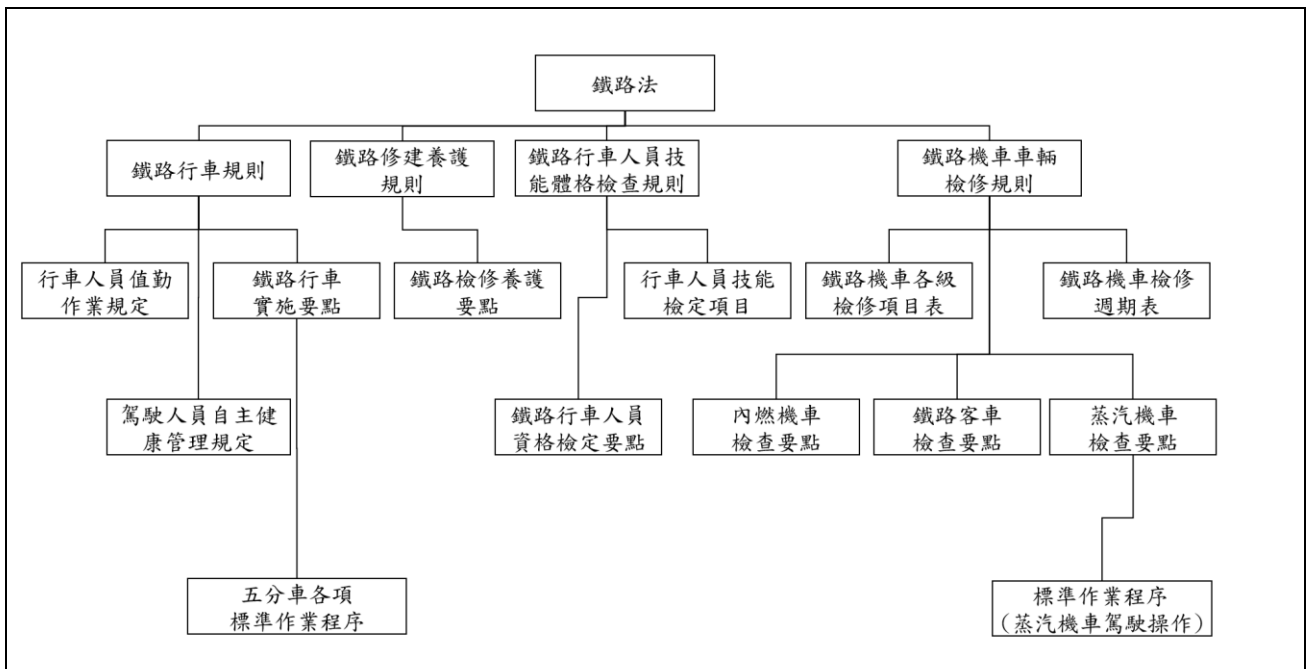 鐵路法
鐵路行車規則
鐵路修建養護
規則
鐵路行車人員技
能體格檢查規則
鐵路機車車輛
檢修規則
行車人員值勤
作業規定
鐵路行車
實施要點
鐵路檢修養護
要點
行車人員技能
檢定項目
鐵路機車各級
檢修項目表
鐵路機車檢修
週期表
駕駛人員自主健
康管理規定
鐵路行車人員
資格檢定要點
內燃機車
檢查要點
鐵路客車
檢查要點
蒸汽機車
檢查要點
五分車各項
標準作業程序
標準作業程序
(蒸汽機車駕駛操作)